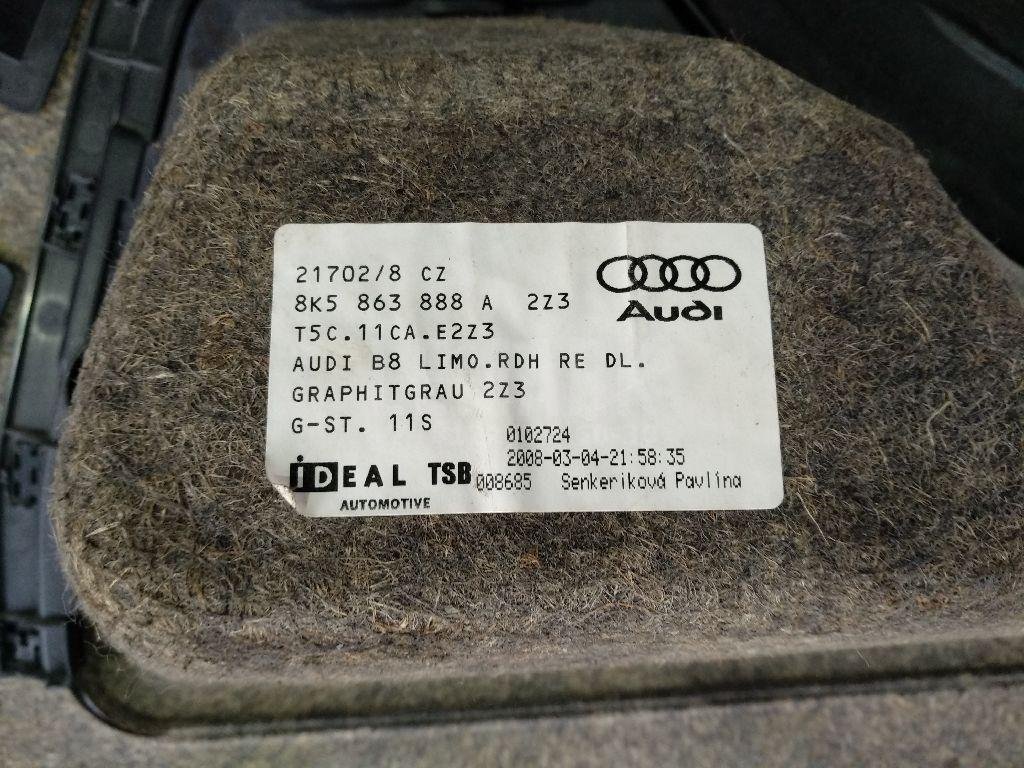 21702/8 CZ
8K5 863 888 A 2Z3
Audi
T5C.11CA.E2Z3
AUDI B8 LIMO.RDH RE DL.
GRAPHITGRAU 2Z3
G-ST. 11S
0102724
2008-03-04-21:58:35
iDEAL TSB
008685 Senkeriková Pavlína
AUTOMOTIVE